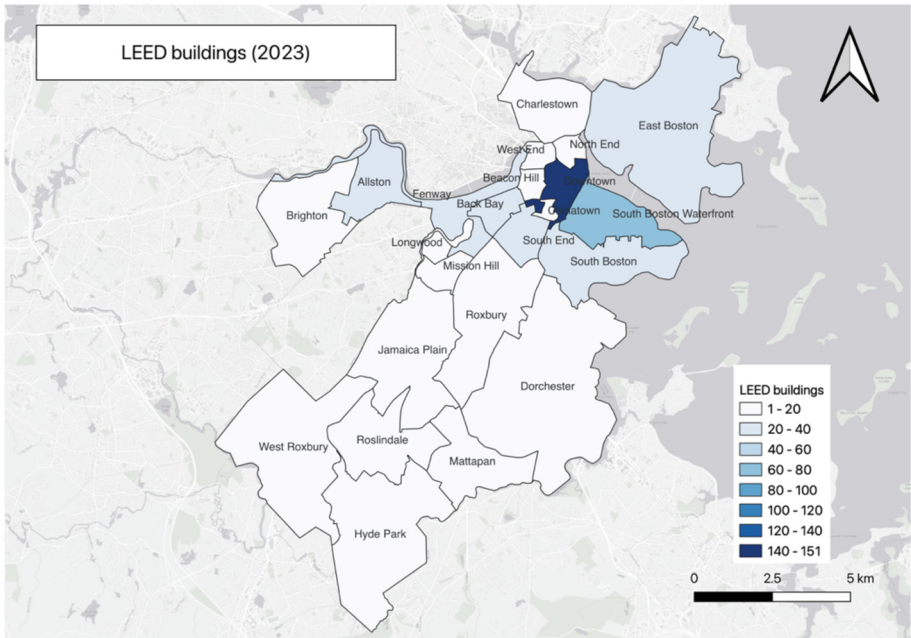 LEED buildings (2023)
Charlestown
East Boston
West End
North End
Beacon Hill
Downtown
Allston
Fenway
Back Bay
Chinatown
South Boston Waterfront
Brighton
Longwood
South End
Mission Hill
South Boston
Roxbury
Jamaica Plain
Dorchester
West Roxbury
Roslindale
Mattapan
Hyde Park
LEED buildings
1 - 20
20 - 40
40 - 60
60 - 80
80 - 100
100 - 120
120 - 140
140 - 151
0 2.5 5 km